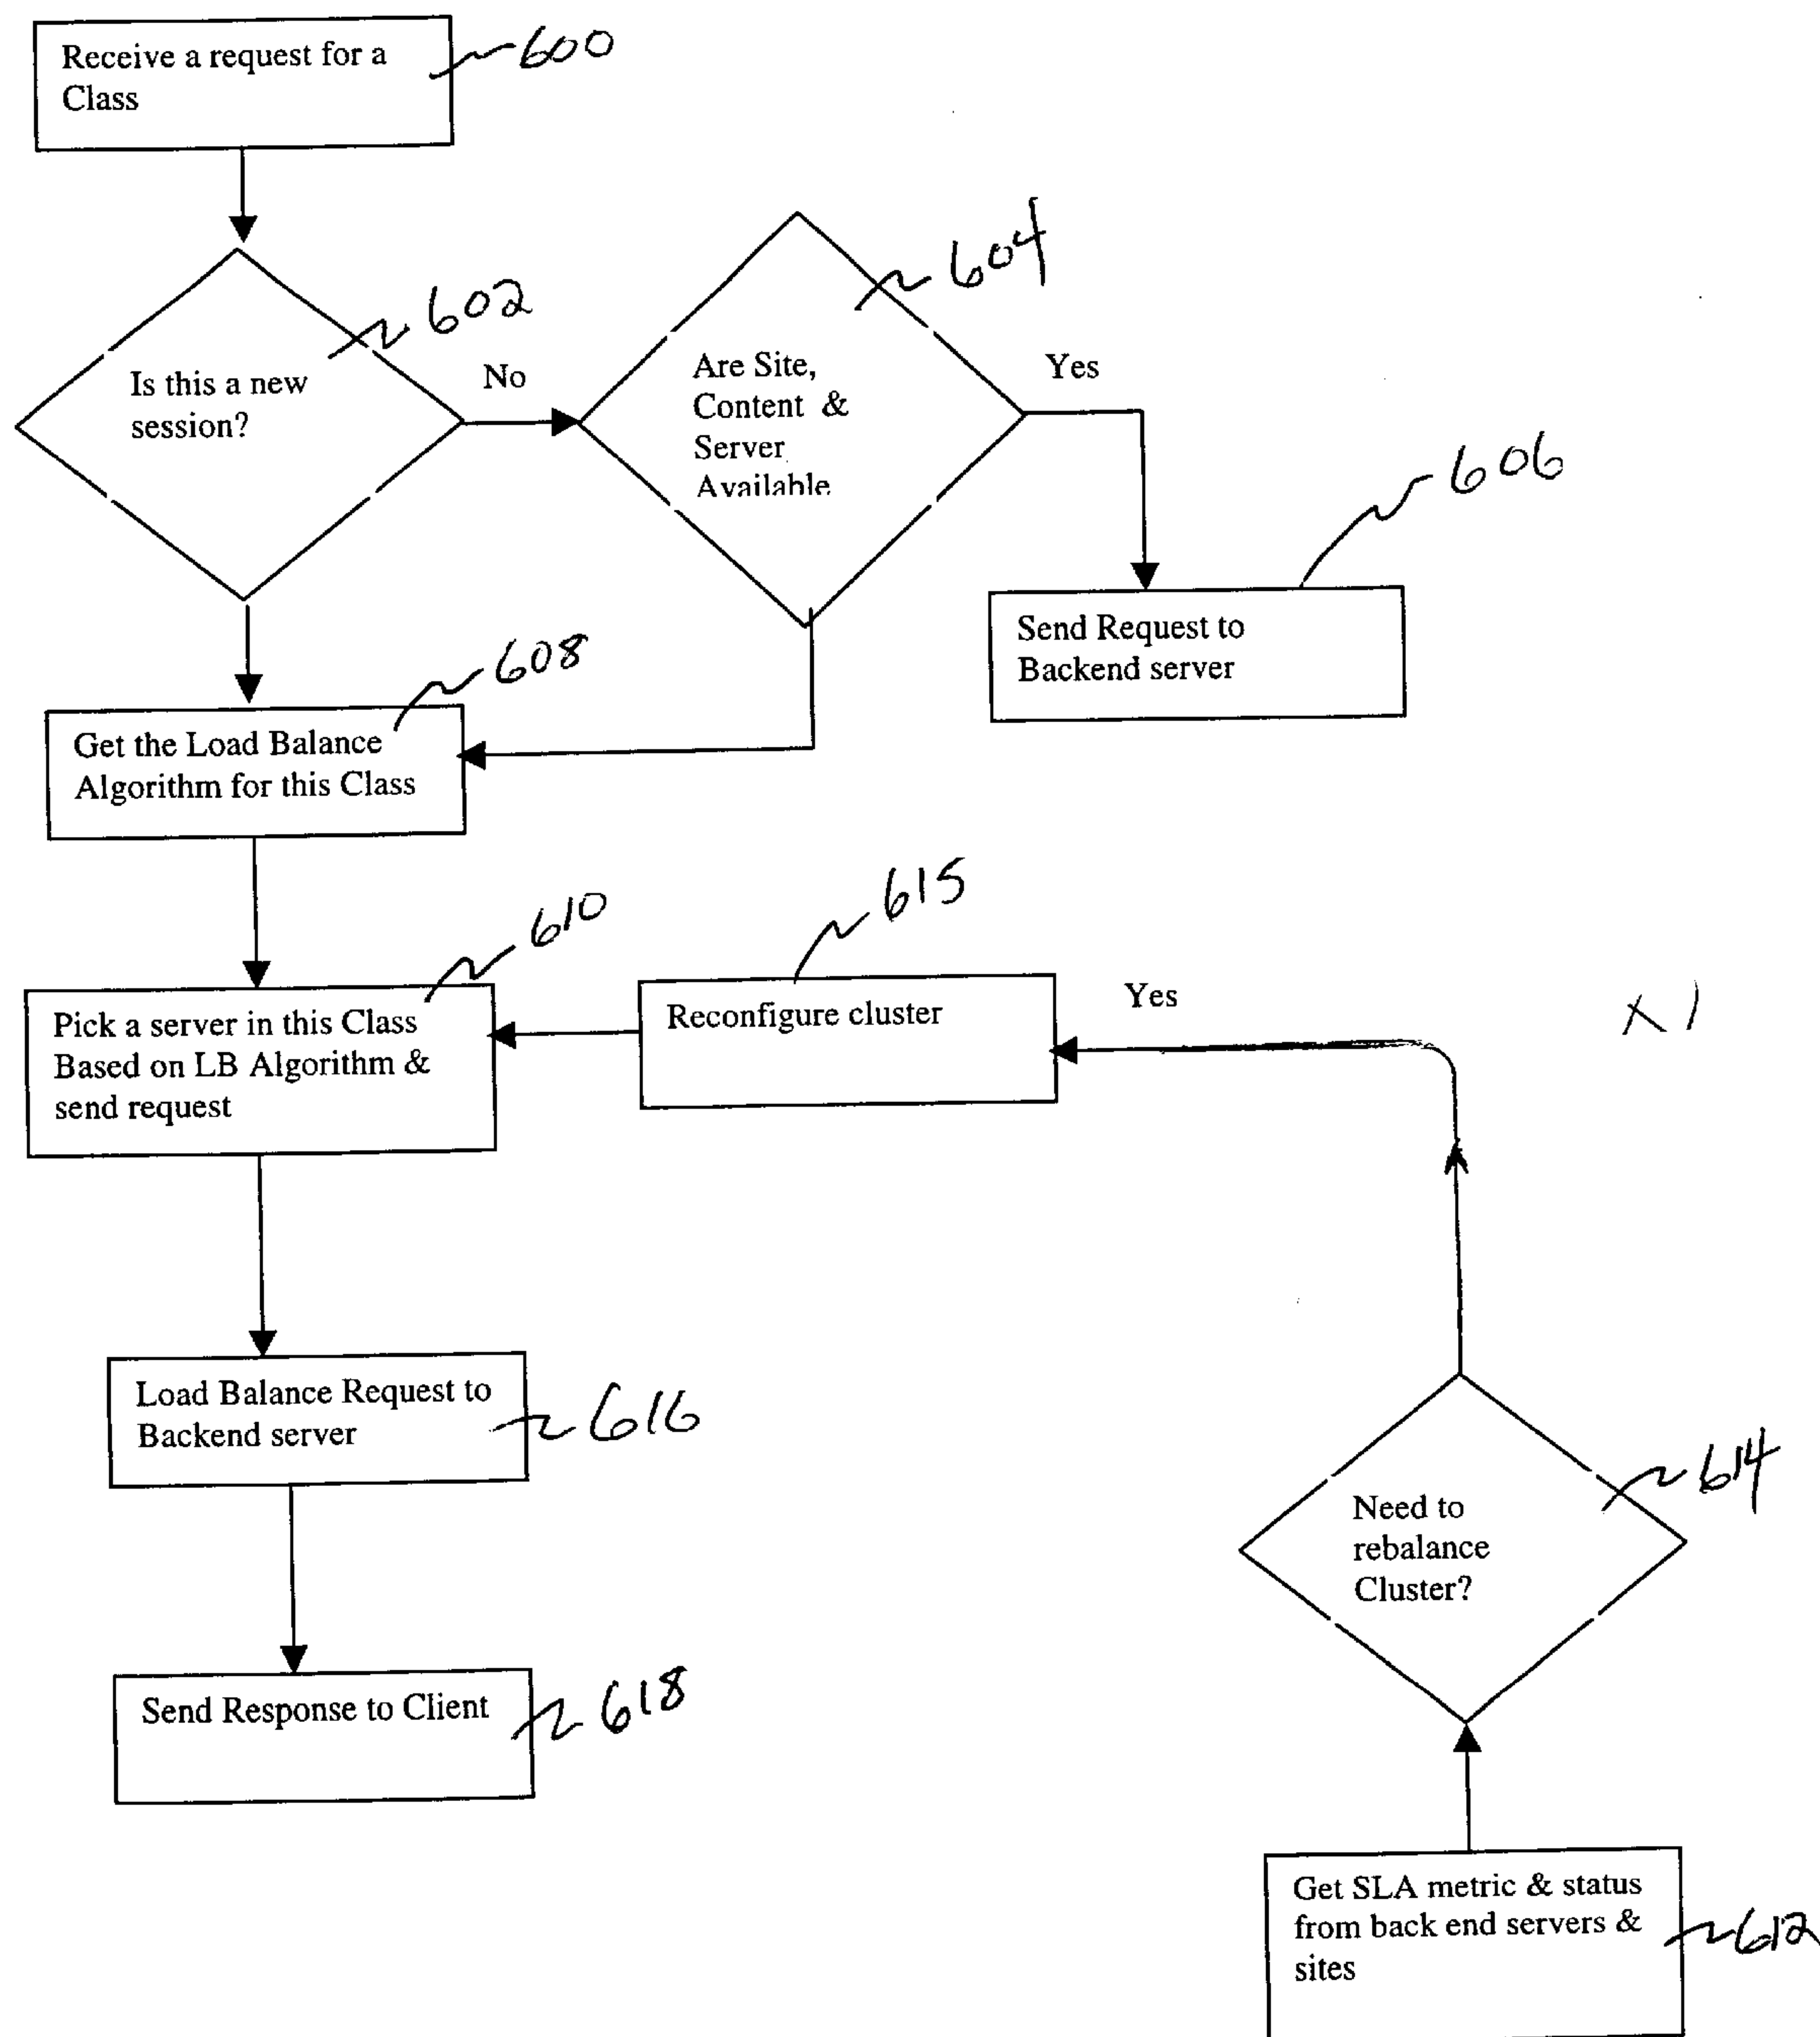 Receive a request for a
Class
600
602
Is this a new
session?
No
604
Are Site,
Content &
Server
Available
Yes
606
Send Request to
Backend server
608
Get the Load Balance
Algorithm for this Class
610
Pick a server in this Class
Based on LB Algorithm &
send request
615
Reconfigure cluster
Yes
X1
Load Balance Request to
Backend server
616
614
Need to
rebalance
Cluster?
Send Response to Client
618
Get SLA metric & status
from back end servers &
sites
612